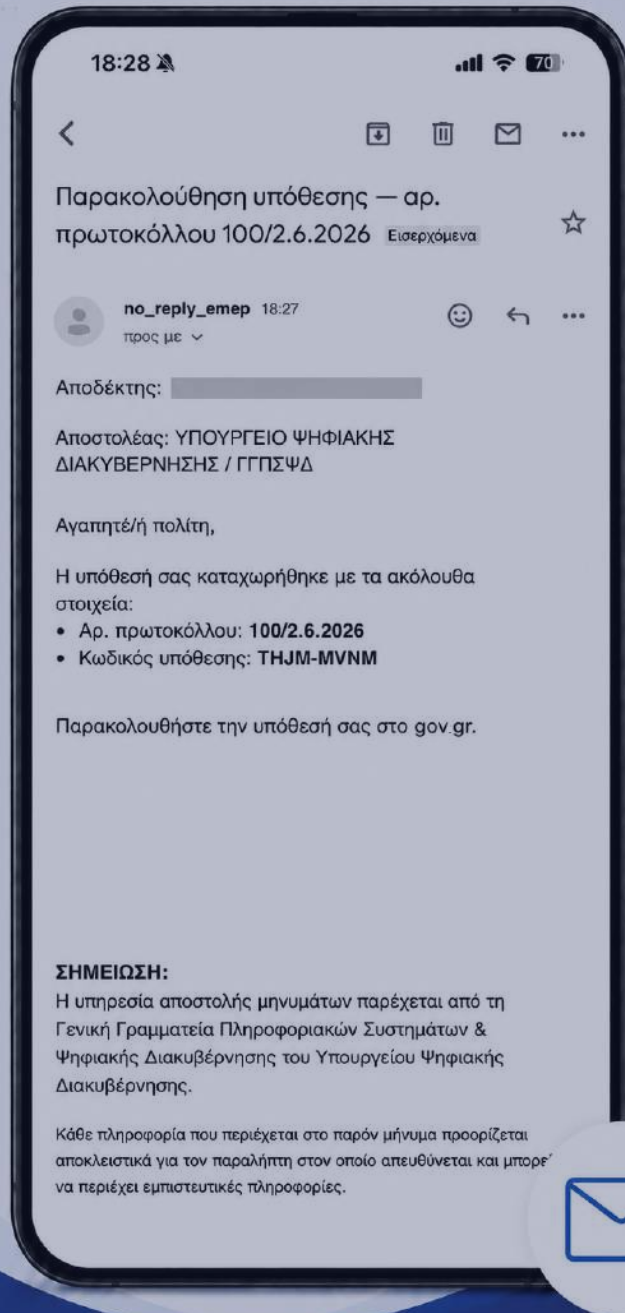 18:28
70
Παρακολούθηση υπόθεσης — αρ.
πρωτοκόλλου 100/2.6.2026 Εισερχόμενα
no_reply_emep 18:27
προς με
Αποδέκτης:
Αποστολέας: ΥΠΟΥΡΓΕΙΟ ΨΗΦΙΑΚΗΣ
ΔΙΑΚΥΒΕΡΝΗΣΗΣ / ΓΓΠΣΨΔ
Αγαπητέ/ή πολίτη,
Η υπόθεσή σας καταχωρήθηκε με τα ακόλουθα
στοιχεία:
• Αρ. πρωτοκόλλου: 100/2.6.2026
• Κωδικός υπόθεσης: THJM-MVNM
Παρακολουθήστε την υπόθεσή σας στο gov.gr.
ΣΗΜΕΙΩΣΗ:
Η υπηρεσία αποστολής μηνυμάτων παρέχεται από τη
Γενική Γραμματεία Πληροφοριακών Συστημάτων &
Ψηφιακής Διακυβέρνησης του Υπουργείου Ψηφιακής
Διακυβέρνησης.
Κάθε πληροφορία που περιέχεται στο παρόν μήνυμα προορίζεται
αποκλειστικά για τον παραλήπτη στον οποίο απευθύνεται και μπορεί
να περιέχει εμπιστευτικές πληροφορίες.